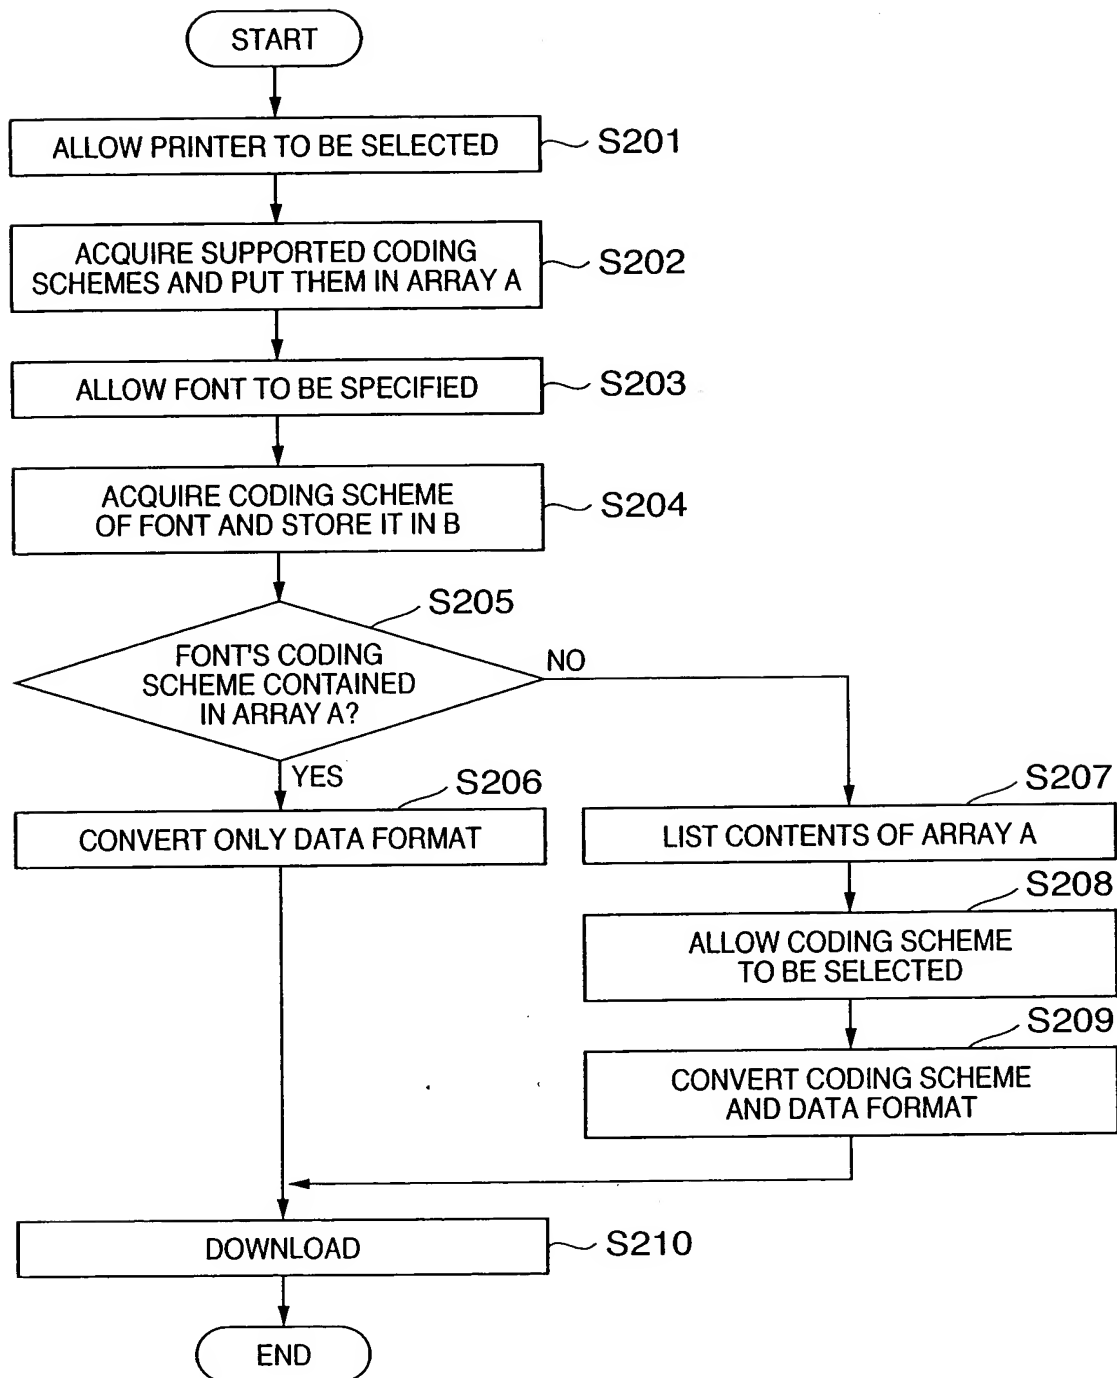 START
ALLOW PRINTER TO BE SELECTED
S201
ACQUIRE SUPPORTED CODING
SCHEMES AND PUT THEM IN ARRAY A
S202
ALLOW FONT TO BE SPECIFIED
S203
ACQUIRE CODING SCHEME
OF FONT AND STORE IT IN B
S204
S205
FONT'S CODING
SCHEME CONTAINED
IN ARRAY A?
NO
YES
S206
CONVERT ONLY DATA FORMAT
S207
LIST CONTENTS OF ARRAY A
S208
ALLOW CODING SCHEME
TO BE SELECTED
S209
CONVERT CODING SCHEME
AND DATA FORMAT
DOWNLOAD
S210
END